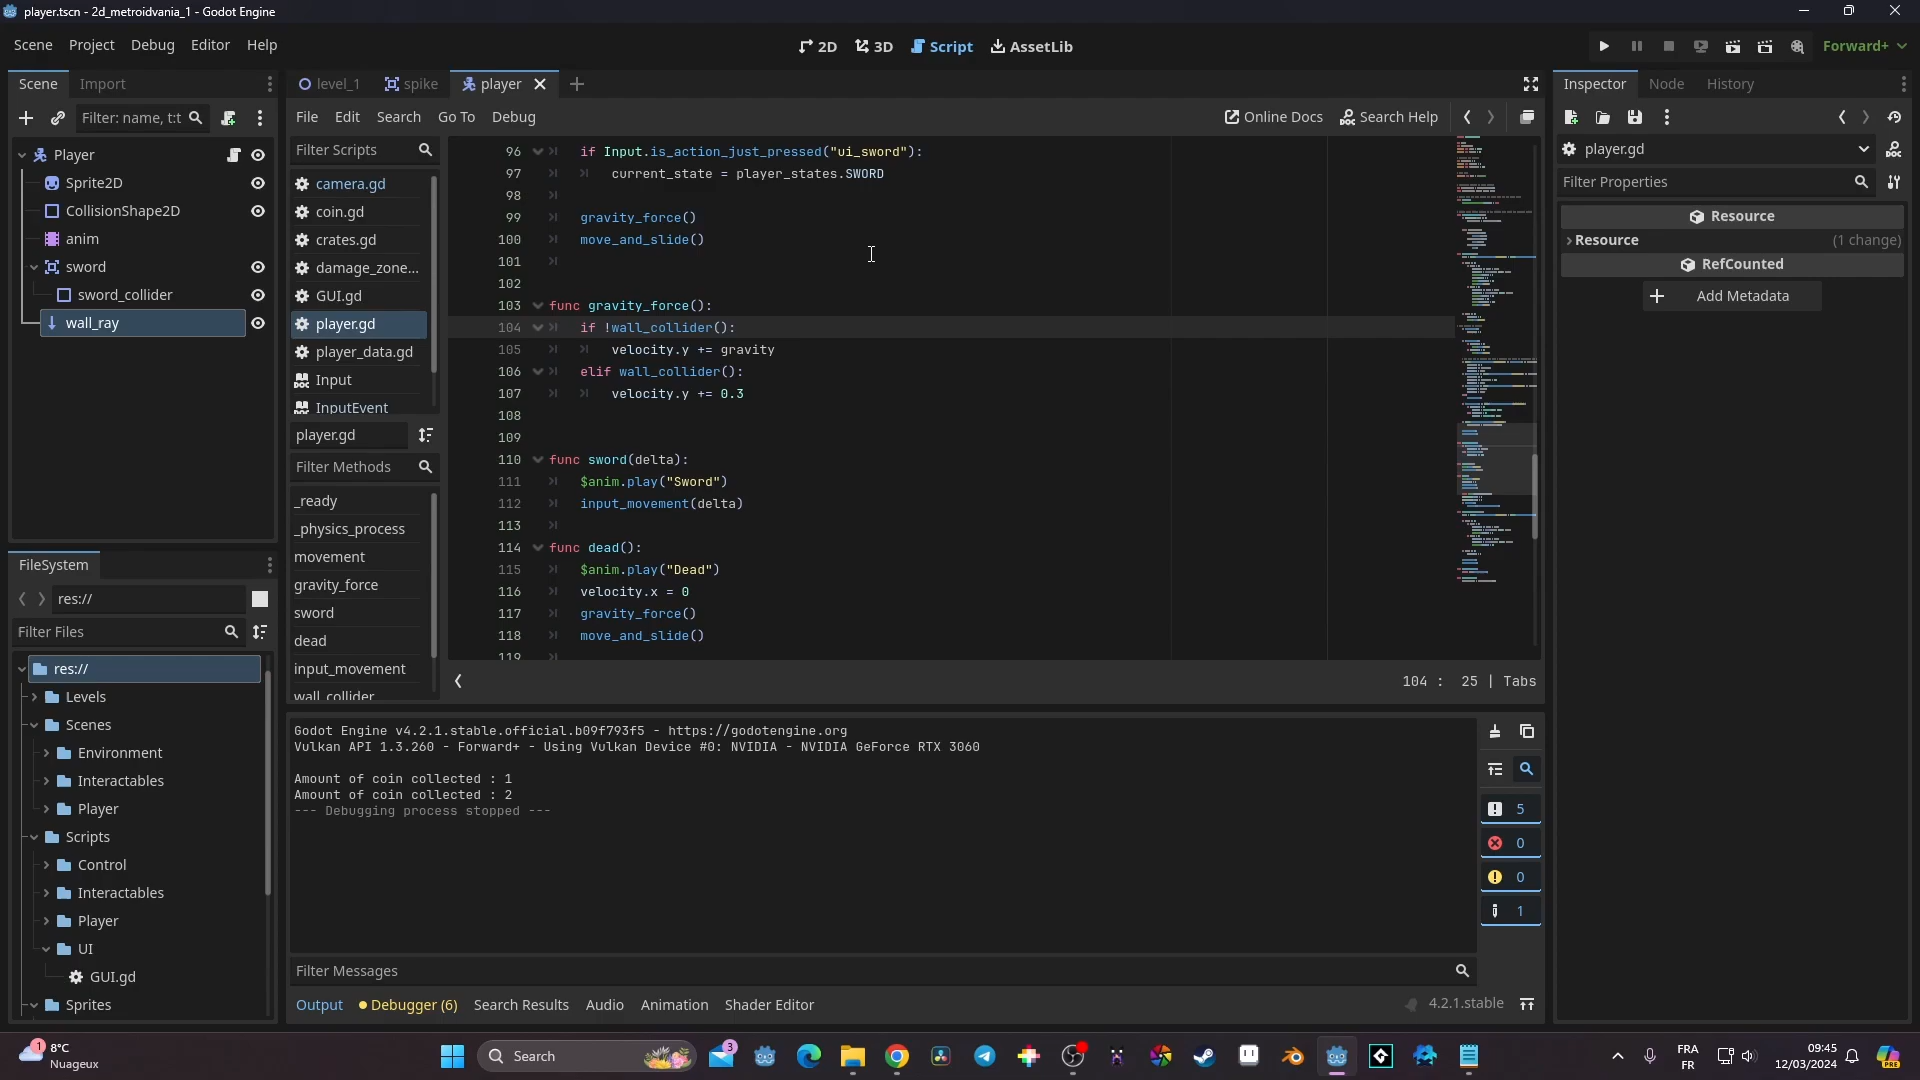 player.tscn - 2d_metroidvania_1 - Godot Engine
Scene Project Debug Editor Help
2D 3D Script AssetLib
Forward+
Scene Import
level_1 spike player
Inspector Node History
Filter: name, t:t
File Edit Search Go To Debug
Online Docs Search Help
Player
Sprite2D
CollisionShape2D
anim
sword
sword_collider
wall_ray
Filter Scripts
camera.gd
coin.gd
crates.gd
damage_zone...
GUI.gd
player.gd
player_data.gd
Input
InputEvent
player.gd
Filter Methods
_ready
_physics_process
movement
gravity_force
sword
dead
input_movement
wall_collider
96 if Input.is_action_just_pressed("ui_sword"):
97 current_state = player_states.SWORD
98
99 gravity_force()
100 move_and_slide()
101
102
103 func gravity_force():
104 if !wall_collider():
105 velocity.y += gravity
106 elif wall_collider():
107 velocity.y += 0.3
108
109
110 func sword(delta):
111 $anim.play("Sword")
112 input_movement(delta)
113
114 func dead():
115 $anim.play("Dead")
116 velocity.x = 0
117 gravity_force()
118 move_and_slide()
119
104 : 25 | Tabs
player.gd
Filter Properties
Resource
Resource (1 change)
RefCounted
Add Metadata
FileSystem
res://
Filter Files
res://
Levels
Scenes
Environment
Interactables
Player
Scripts
Control
Interactables
Player
UI
GUI.gd
Sprites
Godot Engine v4.2.1.stable.official.b09f793f5 - https://godotengine.org
Vulkan API 1.3.260 - Forward+ - Using Vulkan Device #0: NVIDIA - NVIDIA GeForce RTX 3060
Amount of coin collected : 1
Amount of coin collected : 2
--- Debugging process stopped ---
5
0
0
1
Filter Messages
Output Debugger (6) Search Results Audio Animation Shader Editor
4.2.1.stable
1
8°C
Nuageux
Search
3
FRA
FR
09:45
12/03/2024
PRE